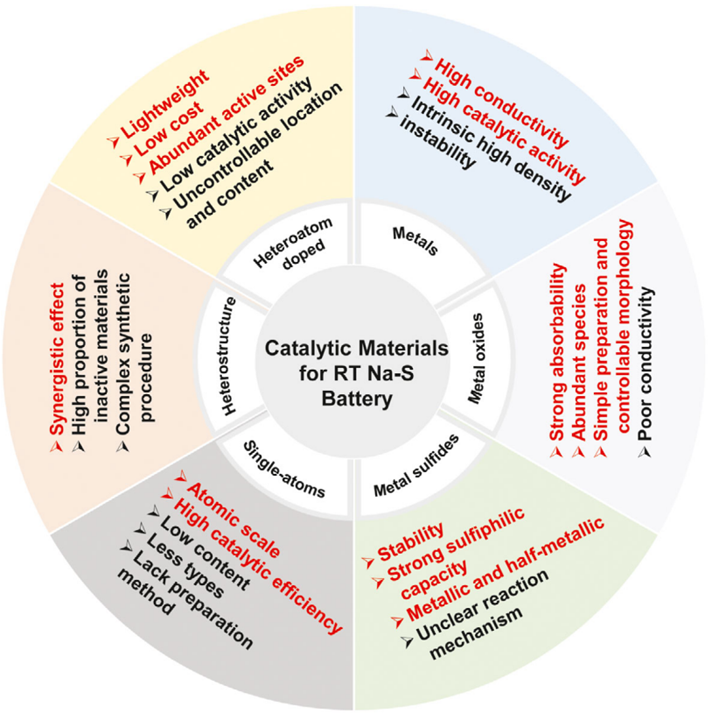 Catalytic Materials
for RT Na-S
Battery
Metals
➢ High conductivity
➢ High catalytic activity
➢ Intrinsic high density
➢ instability
Metal oxides
➢ Strong absorbability
➢ Abundant species
➢ Simple preparation and
controllable morphology
➢ Poor conductivity
Metal sulfides
➢ Stability
➢ Strong sulfiphilic
capacity
➢ Metallic and half-metallic
➢ Unclear reaction
mechanism
Single-atoms
➢ Atomic scale
➢ High catalytic efficiency
➢ Low content
➢ Less types
➢ Lack preparation
method
Heterostructure
➢ Synergistic effect
➢ High proportion of
inactive materials
➢ Complex synthetic
procedure
Heteroatom
doped
➢ Lightweight
➢ Low cost
➢ Abundant active sites
➢ Low catalytic activity
➢ Uncontrollable location
and content